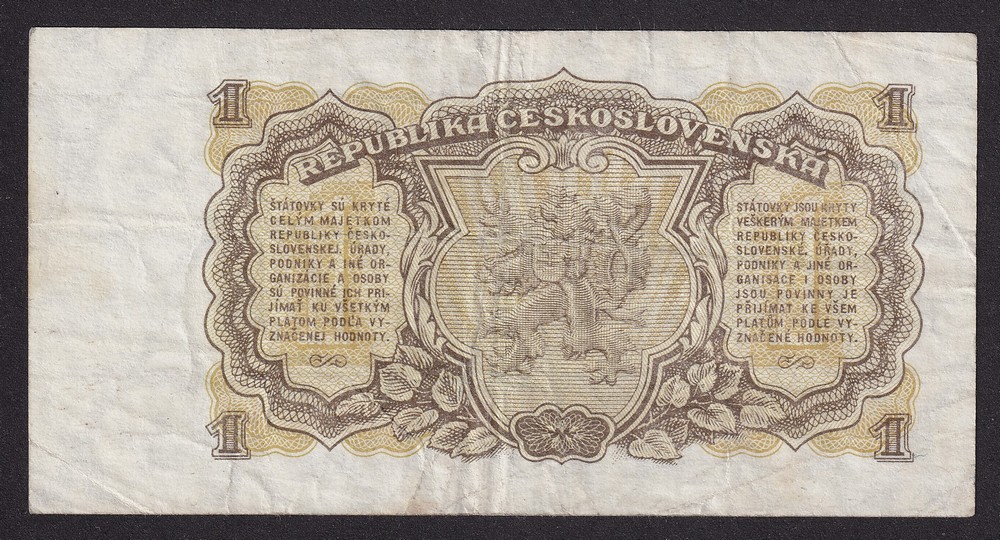 1
1
REPUBLIKA ČESKOSLOVENSKÁ
ŠTÁTOVKY SÚ KRYTÉ
CELÝM MAJETKOM
REPUBLIKY ČESKO-
SLOVENSKEJ. ÚRADY,
PODNIKY A INÉ OR-
GANIZÁCIE A OSOBY
SÚ POVINNÉ ICH PRI-
JÍMAŤ KU VŠETKÝM
PLATOM PODĽA VY-
ZNAČENEJ HODNOTY.
STÁTOVKY JSOU KRYTY
VEŠKERÝM MAJETKEM
REPUBLIKY ČESKO-
SLOVENSKÉ. ÚŘADY,
PODNIKY A JINÉ OR-
GANISACE I OSOBY
JSOU POVINNY JE
PŘIJÍMAT KE VŠEM
PLATŮM PODLE VY-
ZNAČENÉ HODNOTY.
1
1